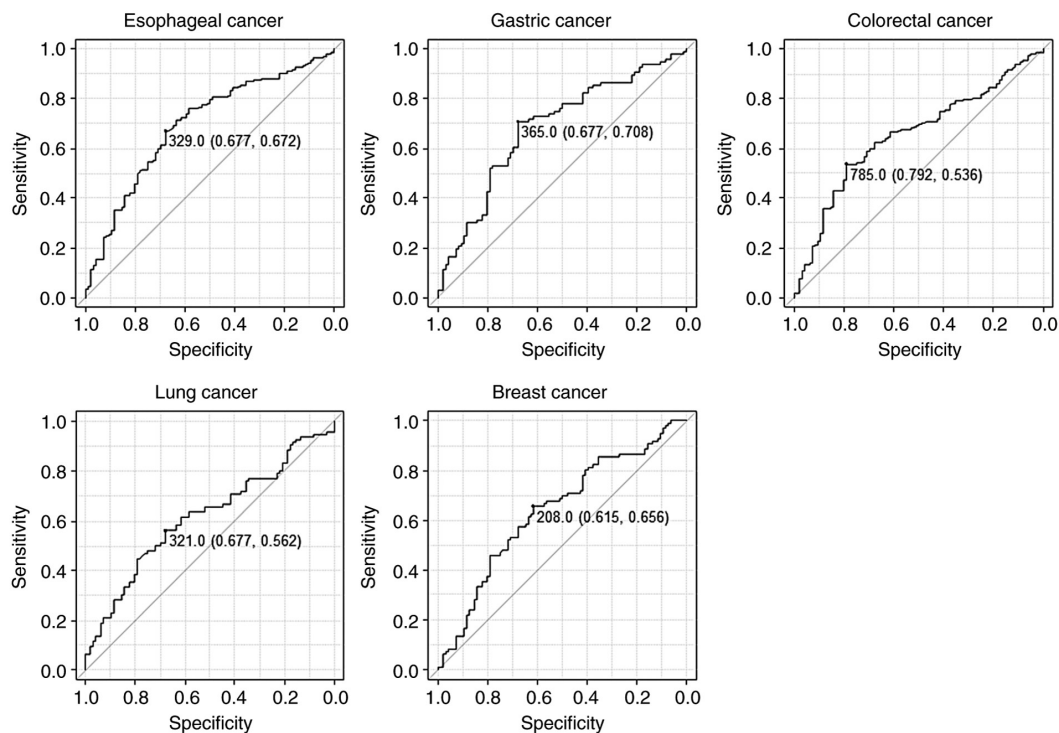 Esophageal cancer
1.0
0.8
0.6
0.4
0.2
0.0
Sensitivity
329.0 (0.677, 0.672)
1.0 0.8 0.6 0.4 0.2 0.0
Specificity
Gastric cancer
1.0
0.8
0.6
0.4
0.2
0.0
Sensitivity
365.0 (0.677, 0.708)
1.0 0.8 0.6 0.4 0.2 0.0
Specificity
Colorectal cancer
1.0
0.8
0.6
0.4
0.2
0.0
Sensitivity
785.0 (0.792, 0.536)
1.0 0.8 0.6 0.4 0.2 0.0
Specificity
Lung cancer
1.0
0.8
0.6
0.4
0.2
0.0
Sensitivity
321.0 (0.677, 0.562)
1.0 0.8 0.6 0.4 0.2 0.0
Specificity
Breast cancer
1.0
0.8
0.6
0.4
0.2
0.0
Sensitivity
208.0 (0.615, 0.656)
1.0 0.8 0.6 0.4 0.2 0.0
Specificity